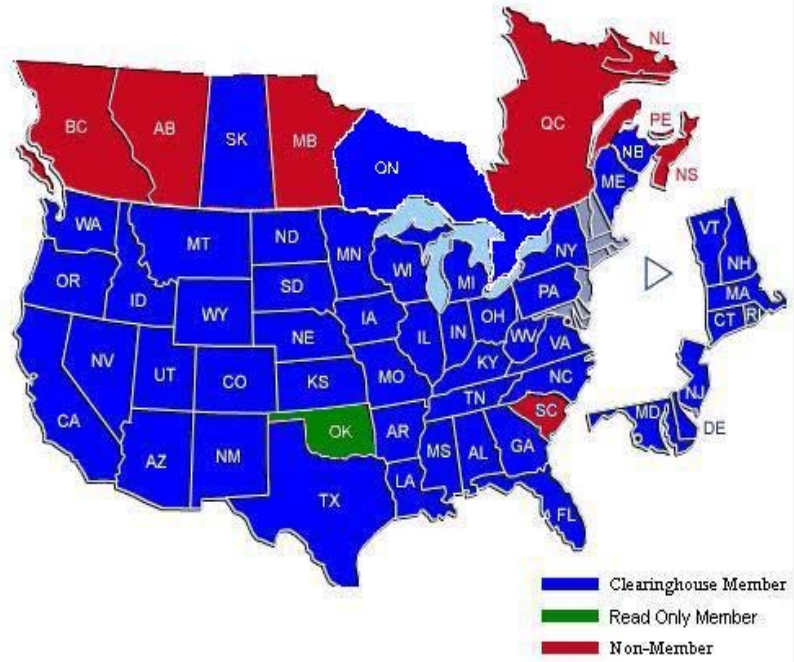 NL
BC
AB
SK
MB
ON
QC
PE
NB
NS
ME
WA
MT
ND
MN
OR
ID
SD
WI
MI
NY
WY
IA
PA
NE
NV
UT
CO
KS
MO
IL
IN
OH
WV
VA
KY
CA
TN
NC
AZ
NM
OK
AR
SC
MS
AL
GA
LA
TX
FL
VT
NH
MA
CT
RI
NJ
MD
DE
Clearinghouse Member
Read Only Member
Non-Member